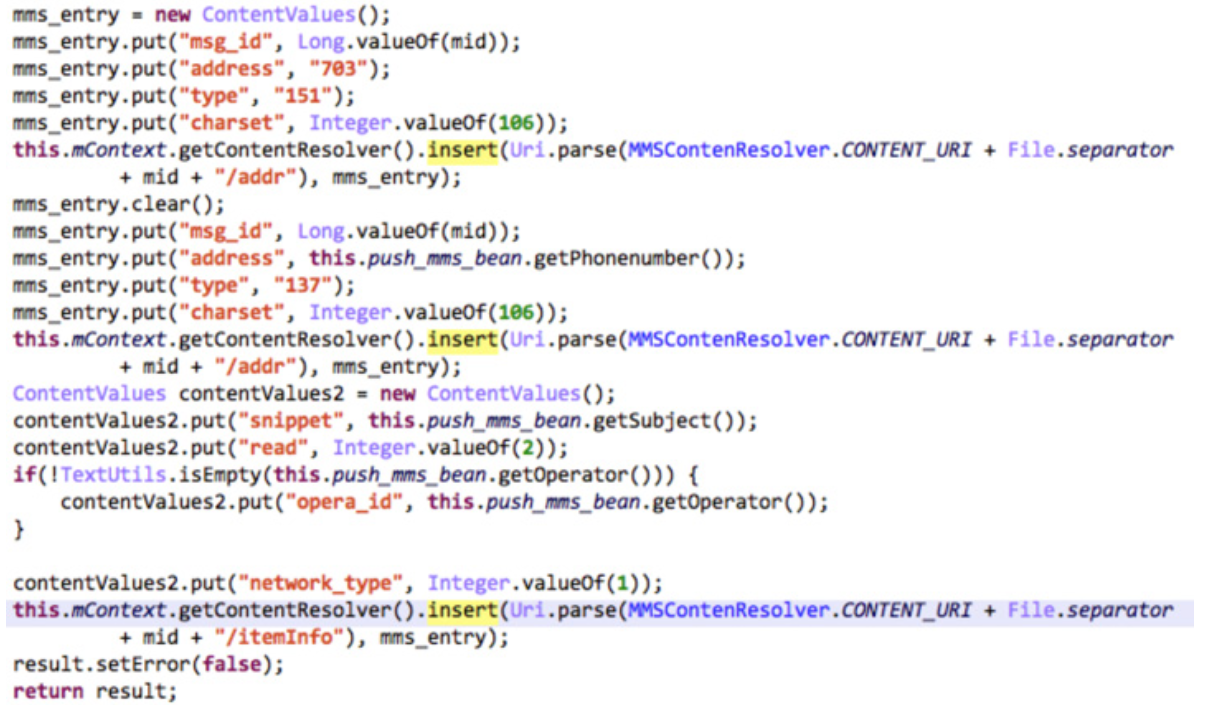 mms_entry = new ContentValues();
mms_entry.put("msg_id", Long.valueOf(mid));
mms_entry.put("address", "703");
mms_entry.put("type", "151");
mms_entry.put("charset", Integer.valueOf(106));
this.mContext.getContentResolver().insert(Uri.parse(MMSContenResolver.CONTENT_URI + File.separator
        + mid + "/addr"), mms_entry);
mms_entry.clear();
mms_entry.put("msg_id", Long.valueOf(mid));
mms_entry.put("address", this.push_mms_bean.getPhonenumber());
mms_entry.put("type", "137");
mms_entry.put("charset", Integer.valueOf(106));
this.mContext.getContentResolver().insert(Uri.parse(MMSContenResolver.CONTENT_URI + File.separator
        + mid + "/addr"), mms_entry);
ContentValues contentValues2 = new ContentValues();
contentValues2.put("snippet", this.push_mms_bean.getSubject());
contentValues2.put("read", Integer.valueOf(2));
if(!TextUtils.isEmpty(this.push_mms_bean.getOperator())) {
    contentValues2.put("opera_id", this.push_mms_bean.getOperator());
}
contentValues2.put("network_type", Integer.valueOf(1));
this.mContext.getContentResolver().insert(Uri.parse(MMSContenResolver.CONTENT_URI + File.separator
        + mid + "/itemInfo"), mms_entry);
result.setError(false);
return result;